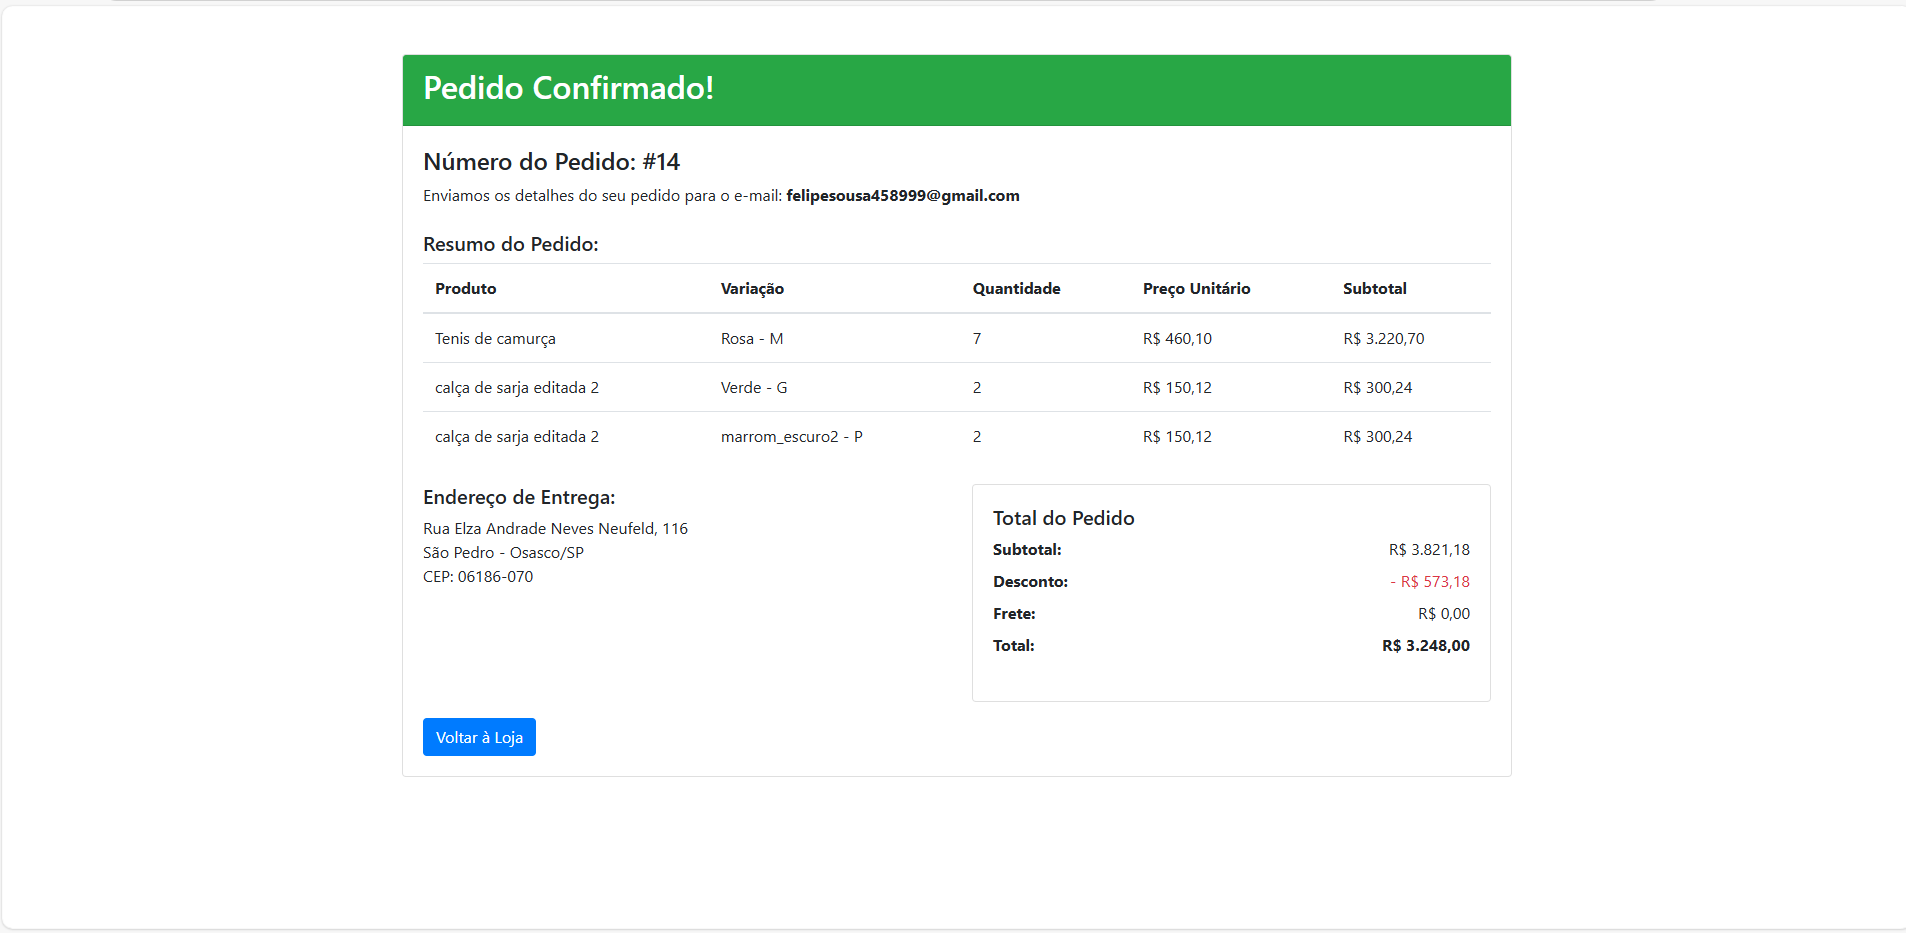 Pedido Confirmado!
Número do Pedido: #14
Enviamos os detalhes do seu pedido para o e-mail: felipesousa458999@gmail.com
Resumo do Pedido:
Produto Variação Quantidade Preço Unitário Subtotal
Tenis de camurça Rosa - M 7 R$ 460,10 R$ 3.220,70
calça de sarja editada 2 Verde - G 2 R$ 150,12 R$ 300,24
calça de sarja editada 2 marrom_escuro2 - P 2 R$ 150,12 R$ 300,24
Endereço de Entrega:
Rua Elza Andrade Neves Neufeld, 116
São Pedro - Osasco/SP
CEP: 06186-070
Total do Pedido
Subtotal: R$ 3.821,18
Desconto: - R$ 573,18
Frete: R$ 0,00
Total: R$ 3.248,00
Voltar à Loja